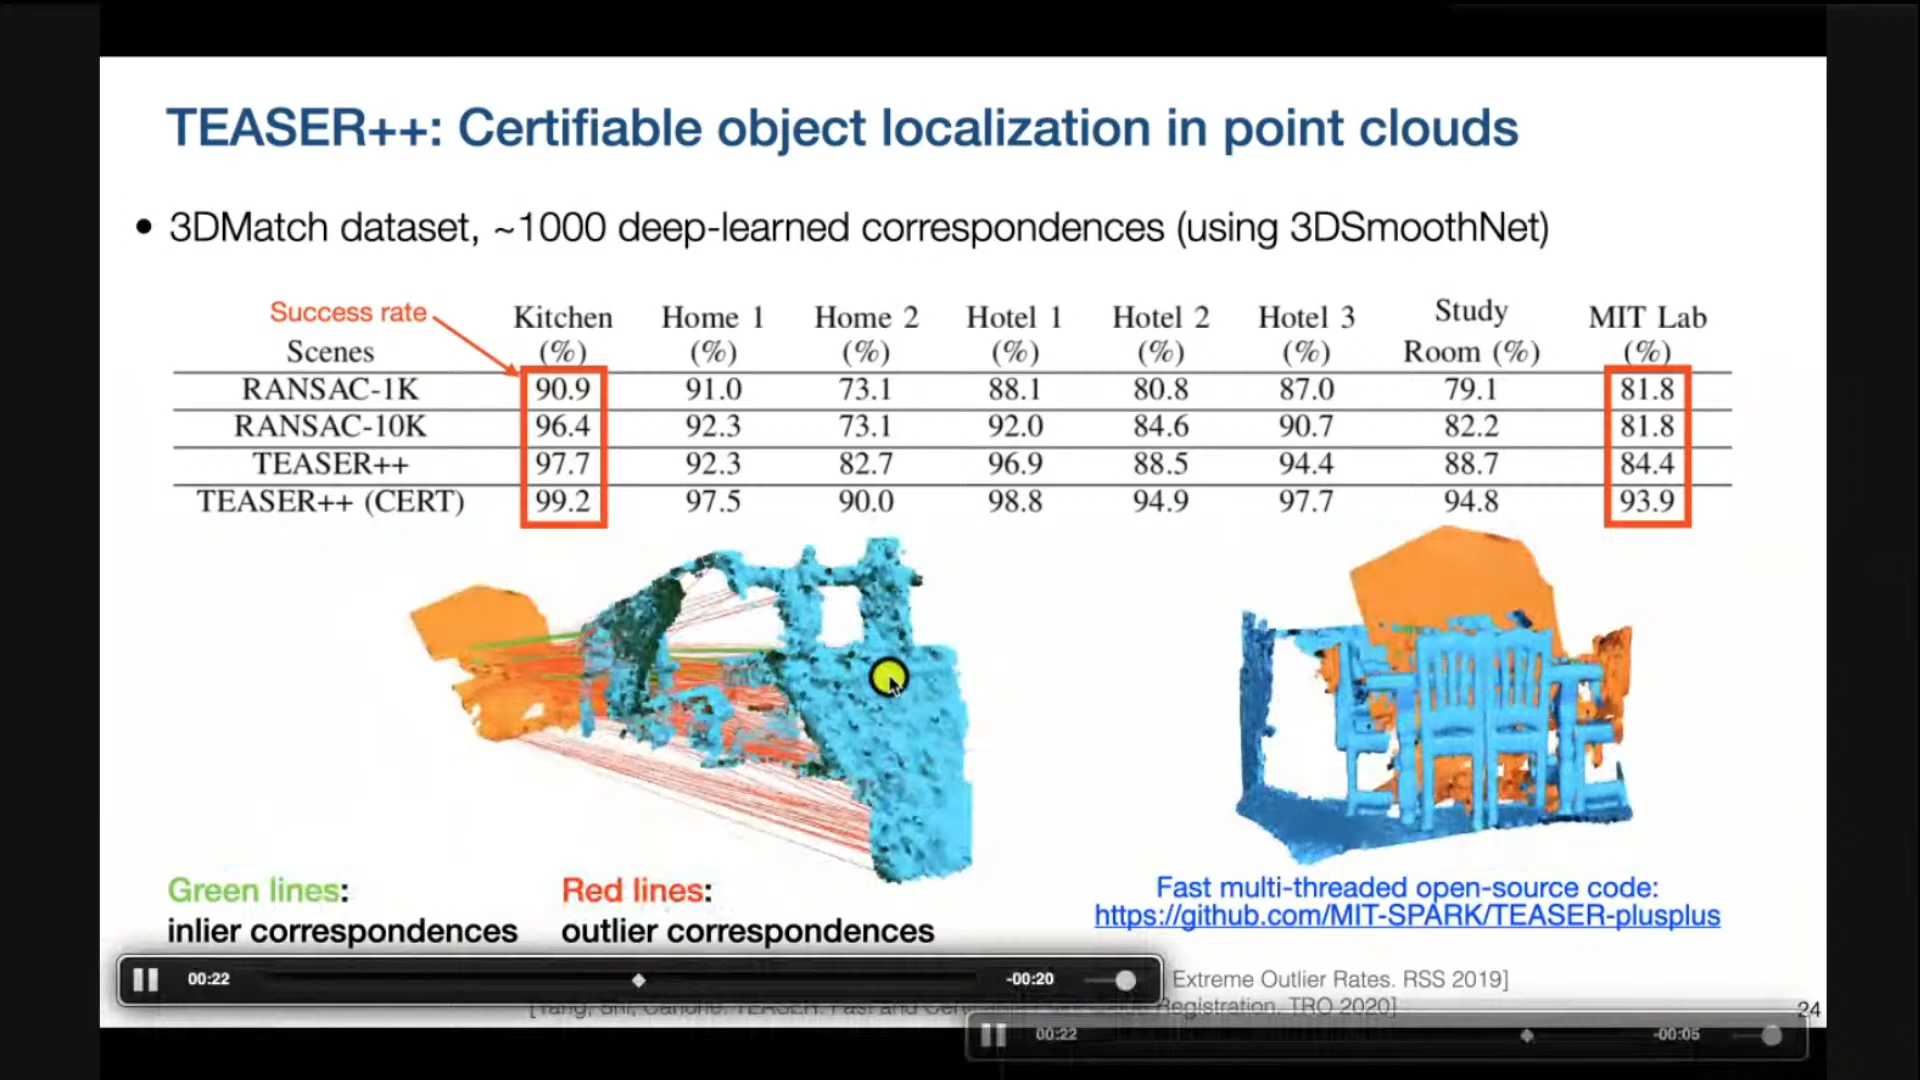 TEASER++: Certifiable object localization in point clouds
• 3DMatch dataset, ~1000 deep-learned correspondences (using 3DSmoothNet)
Success rate
Scenes Kitchen (%) Home 1 (%) Home 2 (%) Hotel 1 (%) Hotel 2 (%) Hotel 3 (%) Study Room (%) MIT Lab (%)
RANSAC-1K 90.9 91.0 73.1 88.1 80.8 87.0 79.1 81.8
RANSAC-10K 96.4 92.3 73.1 92.0 84.6 90.7 82.2 81.8
TEASER++ 97.7 92.3 82.7 96.9 88.5 94.4 88.7 84.4
TEASER++ (CERT) 99.2 97.5 90.0 98.8 94.9 97.7 94.8 93.9
Green lines:
inlier correspondences
Red lines:
outlier correspondences
Fast multi-threaded open-source code:
https://github.com/MIT-SPARK/TEASER-plusplus
00:22 -00:20
Extreme Outlier Rates. RSS 2019]
Registration. TRO 2020]
24
00:22 -00:05